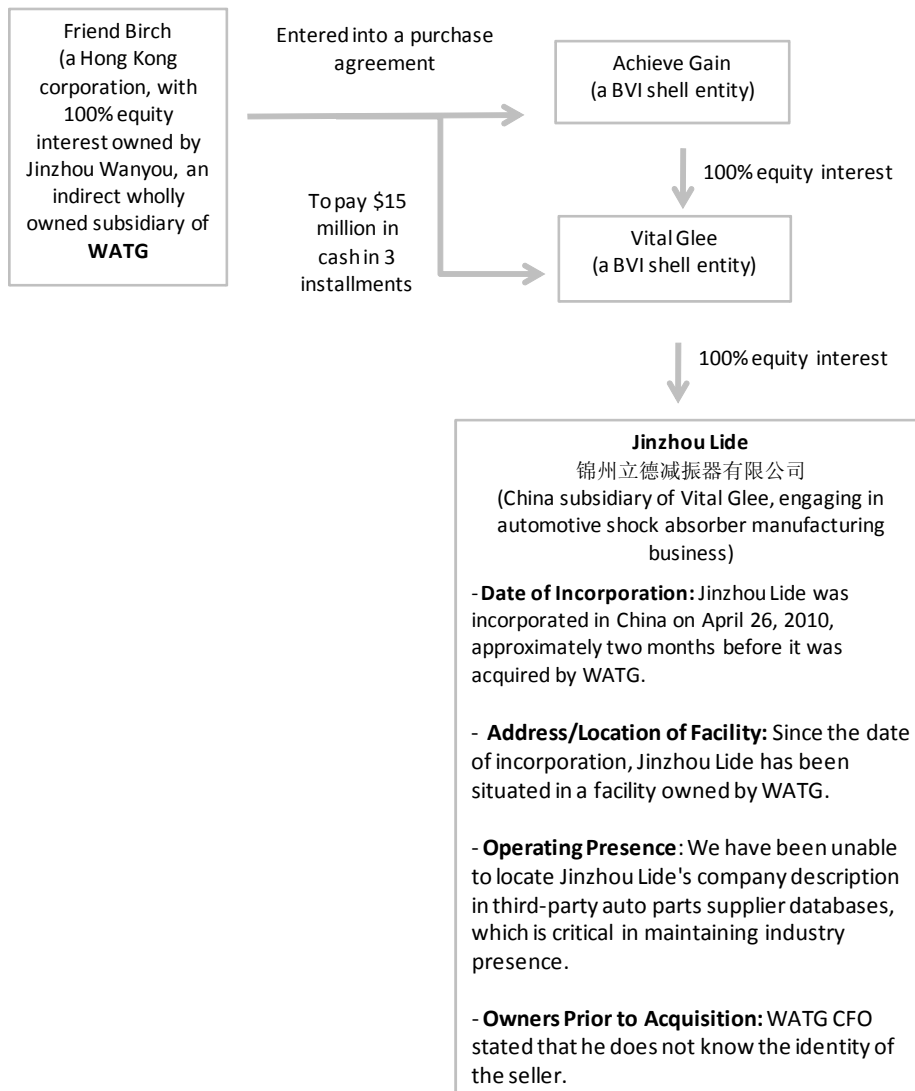 Friend Birch
(a Hong Kong
corporation, with
100% equity
interest owned by
Jinzhou Wanyou, an
indirect wholly
owned subsidiary of
WATG
Entered into a purchase
agreement
To pay $15
million in
cash in 3
installments
Achieve Gain
(a BVI shell entity)
100% equity interest
Vital Glee
(a BVI shell entity)
100% equity interest
Jinzhou Lide
锦州立德减振器有限公司
(China subsidiary of Vital Glee, engaging in
automotive shock absorber manufacturing
business)
- Date of Incorporation: Jinzhou Lide was
incorporated in China on April 26, 2010,
approximately two months before it was
acquired by WATG.
- Address/Location of Facility: Since the date
of incorporation, Jinzhou Lide has been
situated in a facility owned by WATG.
- Operating Presence: We have been unable
to locate Jinzhou Lide's company description
in third-party auto parts supplier databases,
which is critical in maintaining industry
presence.
- Owners Prior to Acquisition: WATG CFO
stated that he does not know the identity of
the seller.